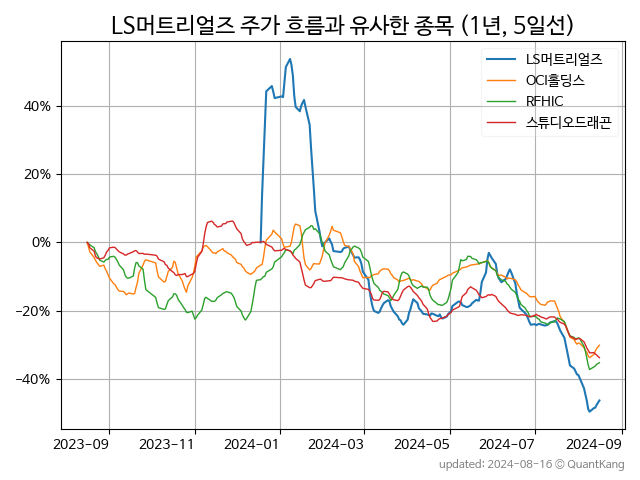 LS머트리얼즈 주가 흐름과 유사한 종목 (1년, 5일선)
LS머트리얼즈
OCI홀딩스
RFHIC
스튜디오드래곤
40%
20%
0%
−20%
−40%
2023-09 2023-11 2024-01 2024-03 2024-05 2024-07 2024-09
updated: 2024-08-16 © QuantKang